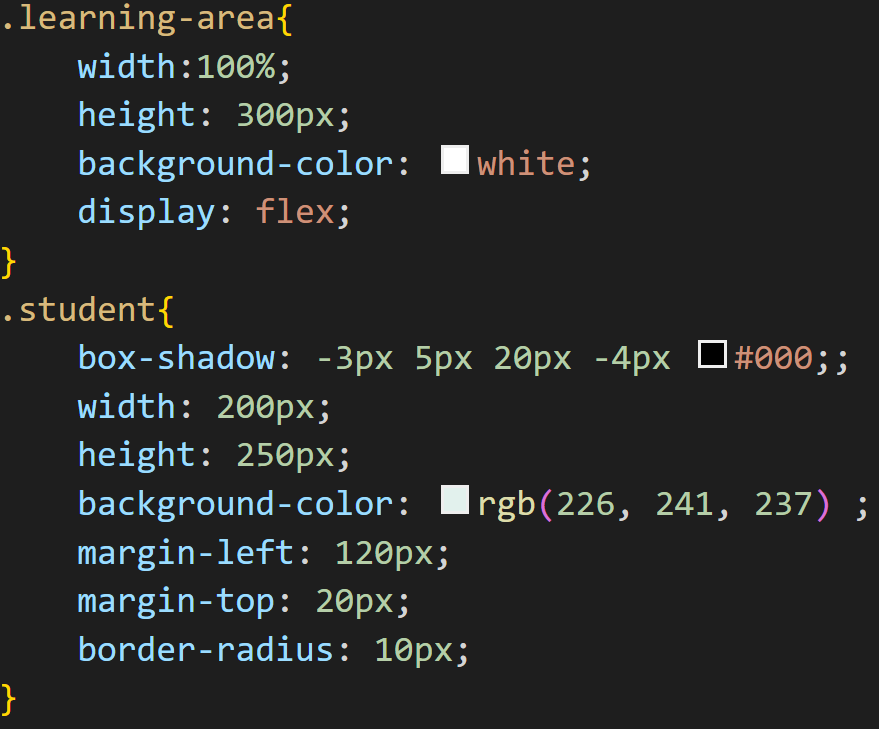 .learning-area{
    width:100%;
    height: 300px;
    background-color: white;
    display: flex;
}
.student{
    box-shadow: -3px 5px 20px -4px #000;;
    width: 200px;
    height: 250px;
    background-color: rgb(226, 241, 237) ;
    margin-left: 120px;
    margin-top: 20px;
    border-radius: 10px;
}